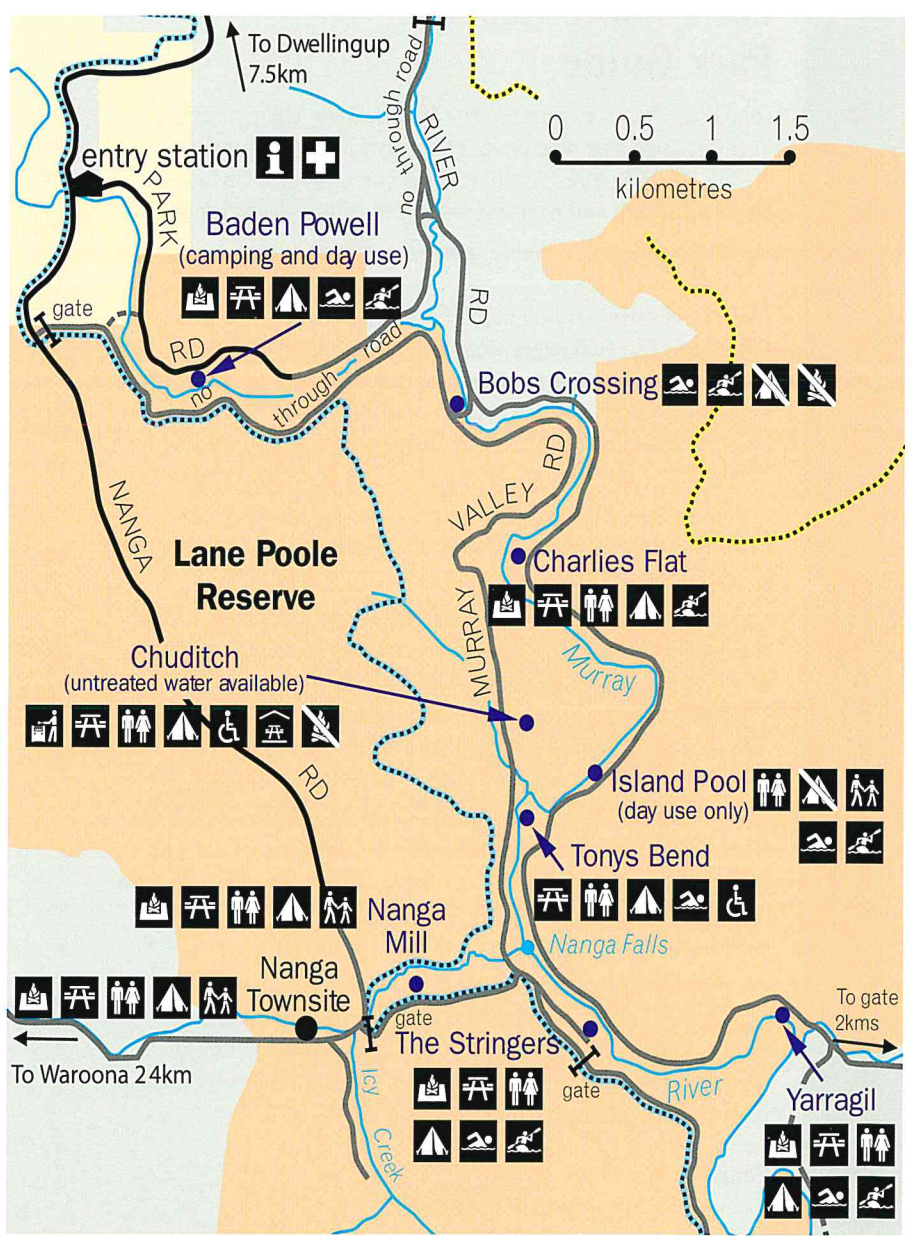 To Dwellingup
7.5km
no through road
RIVER
RD
0 0.5 1 1.5
kilometres
entry station
PARK
RD
Baden Powell
(camping and day use)
gate
no through road
Bobs Crossing
VALLEY
RD
MURRAY
NANGA
RD
Lane Poole
Reserve
Charlies Flat
Murray
Chuditch
(untreated water available)
Island Pool
(day use only)
Tonys Bend
Nanga Falls
Nanga
Mill
Nanga
Townsite
gate
To Waroona 24km
The Stringers
gate
Icy
Creek
River
To gate
2kms
Yarragil